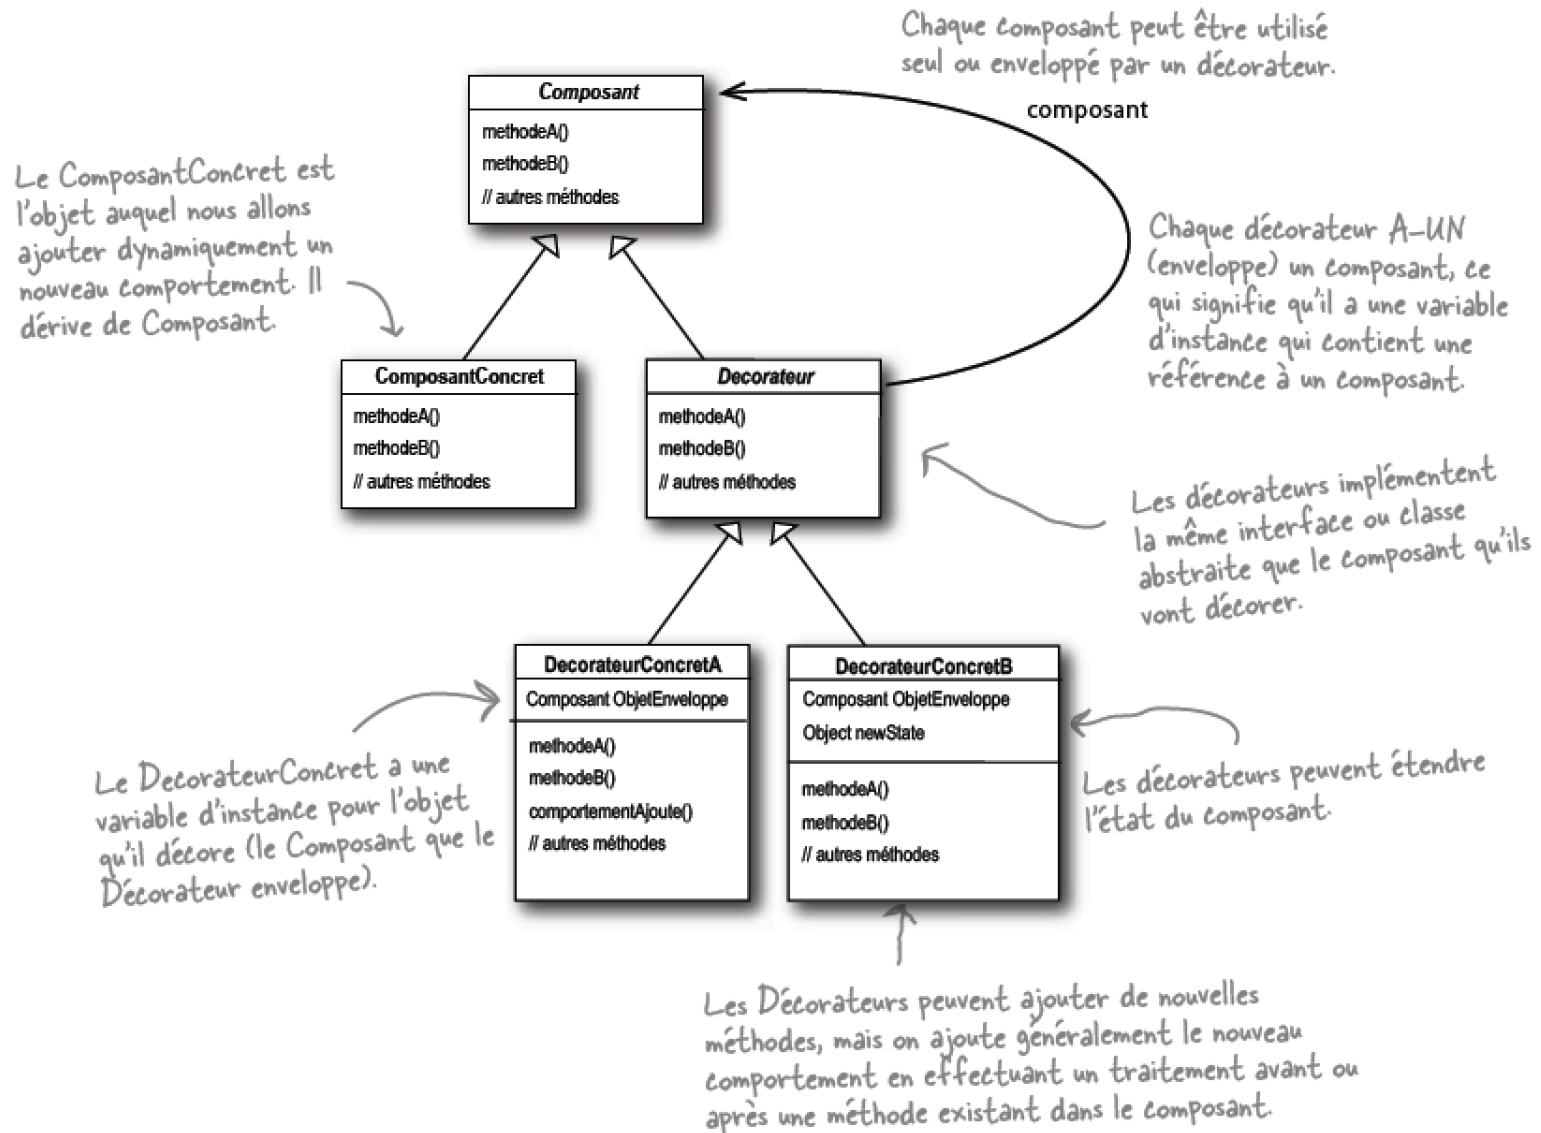 Chaque composant peut être utilisé
seul ou enveloppé par un décorateur.
composant
Composant
methodeA()
methodeB()
// autres méthodes
Le ComposantConcret est
l'objet auquel nous allons
ajouter dynamiquement un
nouveau comportement. Il
dérive de Composant.
Chaque décorateur A-UN
(enveloppe) un composant, ce
qui signifie qu'il a une variable
d'instance qui contient une
référence à un composant.
ComposantConcret
methodeA()
methodeB()
// autres méthodes
Decorateur
methodeA()
methodeB()
// autres méthodes
Les décorateurs implémentent
la même interface ou classe
abstraite que le composant qu'ils
vont décorer.
DecorateurConcretA
Composant ObjetEnveloppe
methodeA()
methodeB()
comportementAjoute()
// autres méthodes
DecorateurConcretB
Composant ObjetEnveloppe
Object newState
methodeA()
methodeB()
// autres méthodes
Le DecorateurConcret a une
variable d'instance pour l'objet
qu'il décore (le Composant que le
Décorateur enveloppe).
Les décorateurs peuvent étendre
l'état du composant.
Les Décorateurs peuvent ajouter de nouvelles
méthodes, mais on ajoute généralement le nouveau
comportement en effectuant un traitement avant ou
après une méthode existant dans le composant.